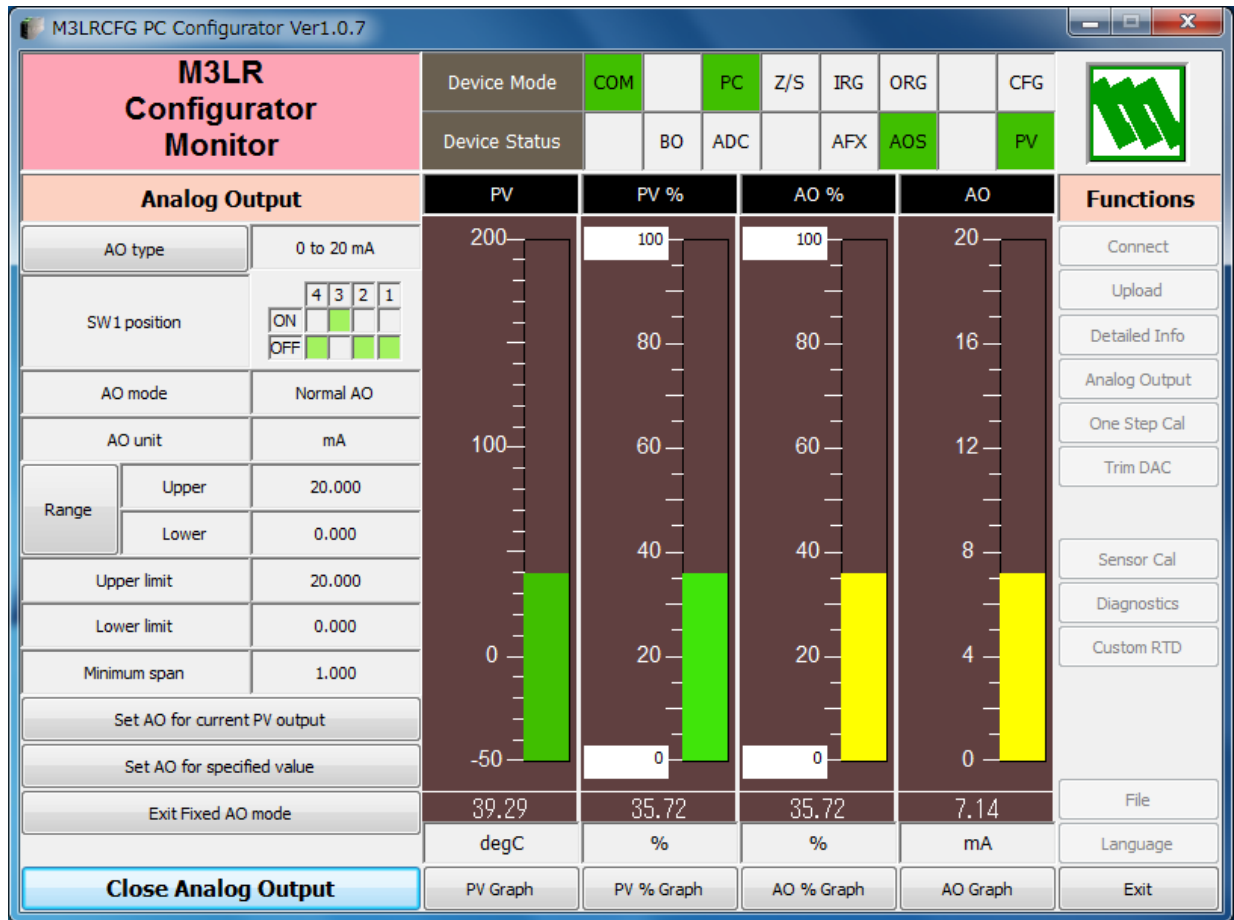 M3LRCFG PC Configurator Ver1.0.7
M3LR
Configurator
Monitor
Device Mode COM PC Z/S IRG ORG CFG
Device Status BO ADC AFX AOS PV
Analog Output
AO type 0 to 20 mA
SW1 position
4 3 2 1
ON
OFF
AO mode Normal AO
AO unit mA
Range
Upper 20.000
Lower 0.000
Upper limit 20.000
Lower limit 0.000
Minimum span 1.000
Set AO for current PV output
Set AO for specified value
Exit Fixed AO mode
Close Analog Output
PV
200
100
0
-50
39.29
degC
PV Graph
PV %
100
80
60
40
20
0
35.72
%
PV % Graph
AO %
100
80
60
40
20
0
35.72
%
AO % Graph
AO
20
16
12
8
4
0
7.14
mA
AO Graph
Functions
Connect
Upload
Detailed Info
Analog Output
One Step Cal
Trim DAC
Sensor Cal
Diagnostics
Custom RTD
File
Language
Exit